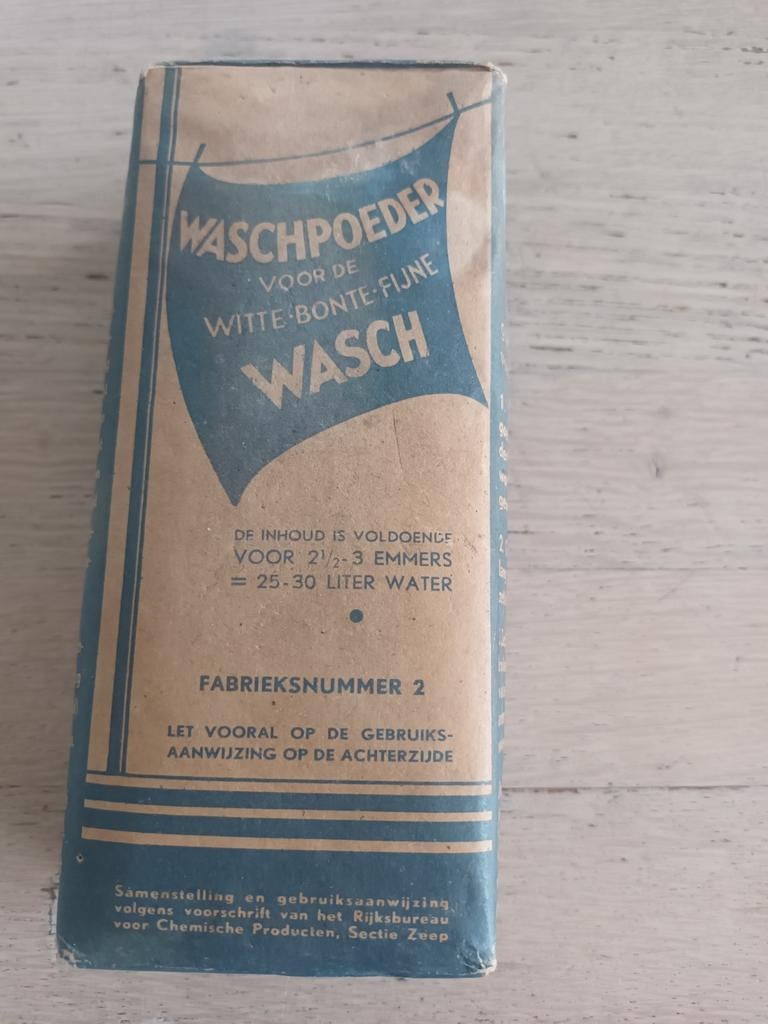 WASCHPOEDER
VOOR DE
WITTE·BONTE·FIJNE
WASCH
DE INHOUD IS VOLDOENDE
VOOR 2½-3 EMMERS
= 25-30 LITER WATER
FABRIEKSNUMMER 2
LET VOORAL OP DE GEBRUIKS-
AANWIJZING OP DE ACHTERZIJDE
Samenstelling en gebruiksaanwijzing
volgens voorschrift van het Rijksbureau
voor Chemische Producten, Sectie Zeep